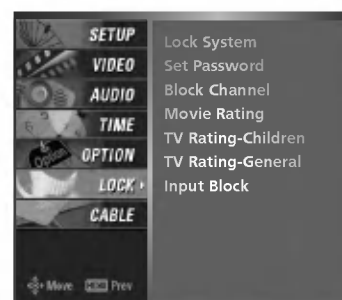 SETUP
VIDEO
AUDIO
TIME
OPTION
LOCK
CABLE
Move Prev
Lock System
Set Password
Block Channel
Movie Rating
TV Rating-Children
TV Rating-General
Input Block